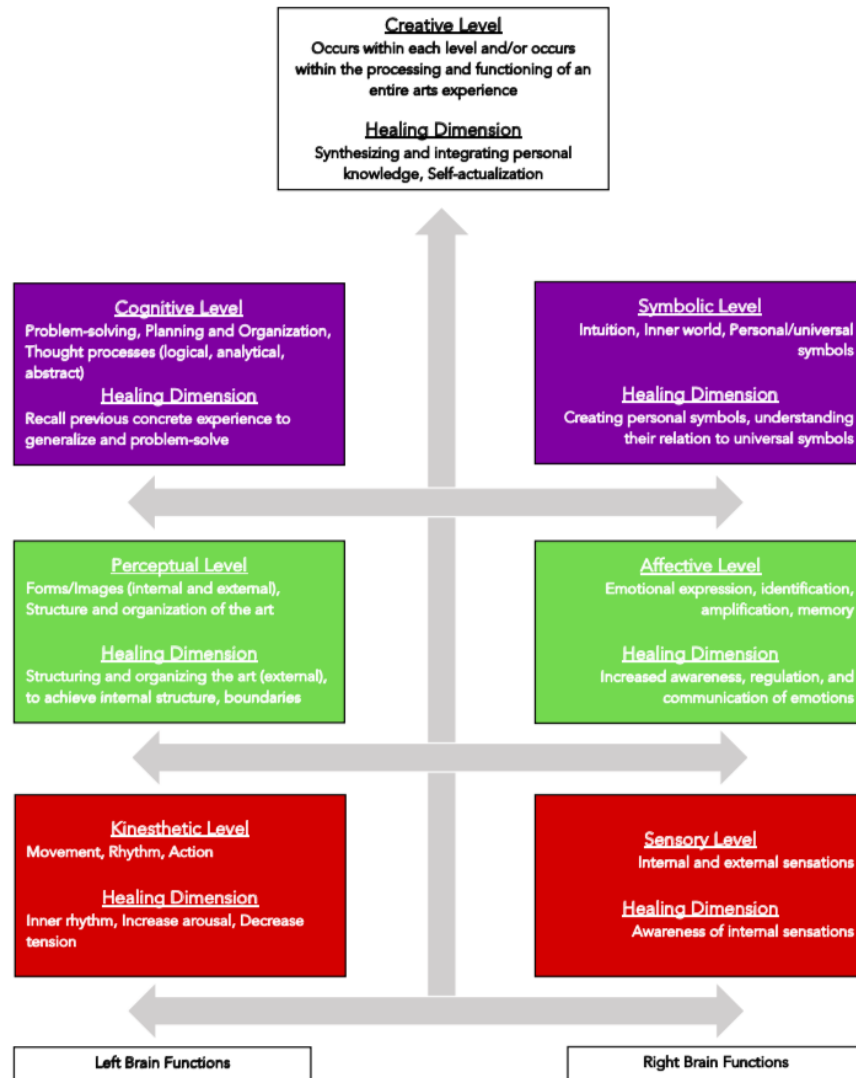 Creative Level
Occurs within each level and/or occurs
within the processing and functioning of an
entire arts experience
Healing Dimension
Synthesizing and integrating personal
knowledge, Self-actualization
Cognitive Level
Problem-solving, Planning and Organization,
Thought processes (logical, analytical,
abstract)
Healing Dimension
Recall previous concrete experience to
generalize and problem-solve
Symbolic Level
Intuition, Inner world, Personal/universal
symbols
Healing Dimension
Creating personal symbols, understanding
their relation to universal symbols
Perceptual Level
Forms/Images (internal and external),
Structure and organization of the art
Healing Dimension
Structuring and organizing the art (external),
to achieve internal structure, boundaries
Affective Level
Emotional expression, identification,
amplification, memory
Healing Dimension
Increased awareness, regulation, and
communication of emotions
Kinesthetic Level
Movement, Rhythm, Action
Healing Dimension
Inner rhythm, Increase arousal, Decrease
tension
Sensory Level
Internal and external sensations
Healing Dimension
Awareness of internal sensations
Left Brain Functions
Right Brain Functions